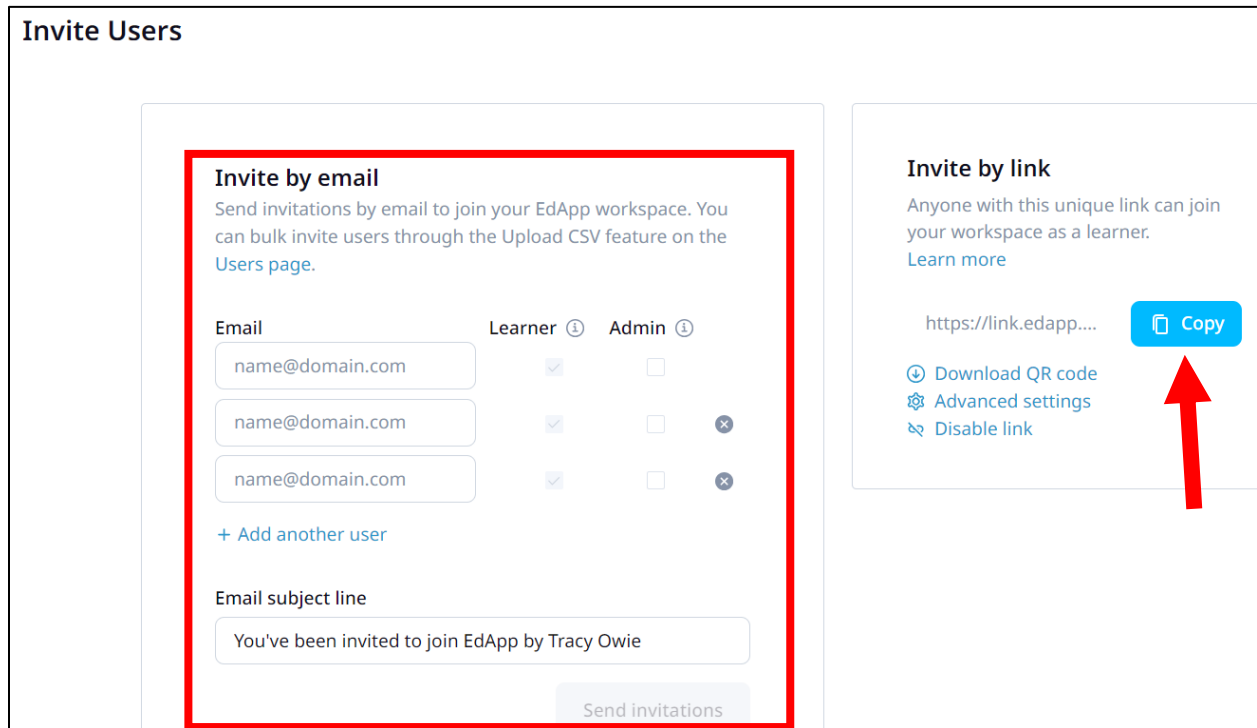 Invite Users
Invite by email
Send invitations by email to join your EdApp workspace. You
can bulk invite users through the Upload CSV feature on the
Users page.
Email Learner Admin
name@domain.com
name@domain.com
name@domain.com
+ Add another user
Email subject line
You've been invited to join EdApp by Tracy Owie
Send invitations
Invite by link
Anyone with this unique link can join
your workspace as a learner.
Learn more
https://link.edapp.... Copy
Download QR code
Advanced settings
Disable link